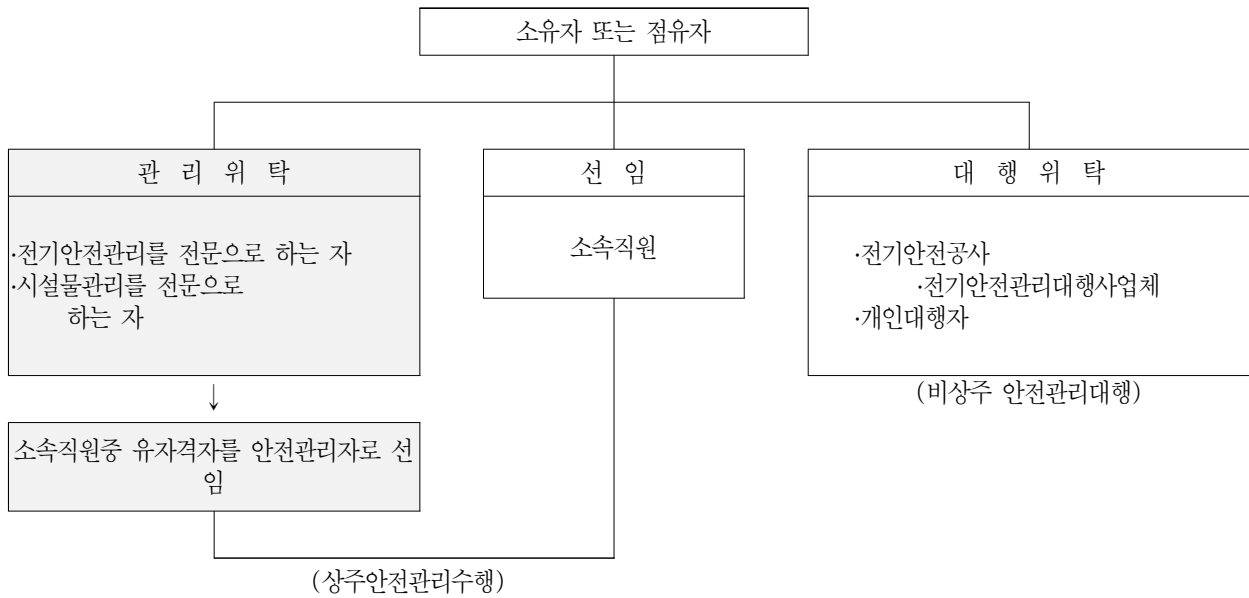 소유자 또는 점유자
관 리 위 탁
·전기안전관리를 전문으로 하는 자
·시설물관리를 전문으로
하는 자
↓
소속직원중 유자격자를 안전관리자로 선
임
선 임
소속직원
대 행 위 탁
·전기안전공사
·전기안전관리대행사업체
·개인대행자
(비상주 안전관리대행)
(상주안전관리수행)